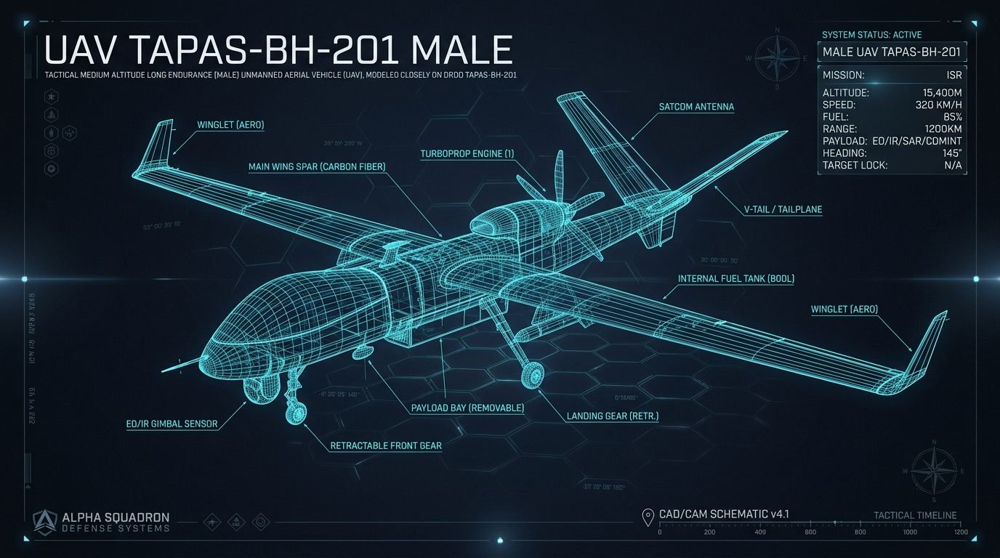 UAV TAPAS-BH-201 MALE
TACTICAL MEDIUM ALTITUDE LONG ENDURANCE (MALE) UNMANNED AERIAL VEHICLE (UAV), MODELED CLOSELY ON DRDO TAPAS-BH-201
N
W
E
S
SYSTEM STATUS: ACTIVE
MALE UAV TAPAS-BH-201
MISSION: ISR
ALTITUDE: 15,400M
SPEED: 320 KM/H
FUEL: 85%
RANGE: 1200KM
PAYLOAD: EO/IR/SAR/COMINT
HEADING: 145°
TARGET LOCK: N/A
WINGLET (AERO)
SATCOM ANTENNA
TURBOPROP ENGINE (1)
MAIN WING SPAR (CARBON FIBER)
V-TAIL / TAILPLANE
INTERNAL FUEL TANK (BODL)
WINGLET (AERO)
PAYLOAD BAY (REMOVABLE)
LANDING GEAR (RETR.)
EO/IR GIMBAL SENSOR
RETRACTABLE FRONT GEAR
N
W
E
S
ALPHA SQUADRON
DEFENSE SYSTEMS
CAD/CAM SCHEMATIC v4.1
TACTICAL TIMELINE
0 200 409 600 800 800 1000 1200